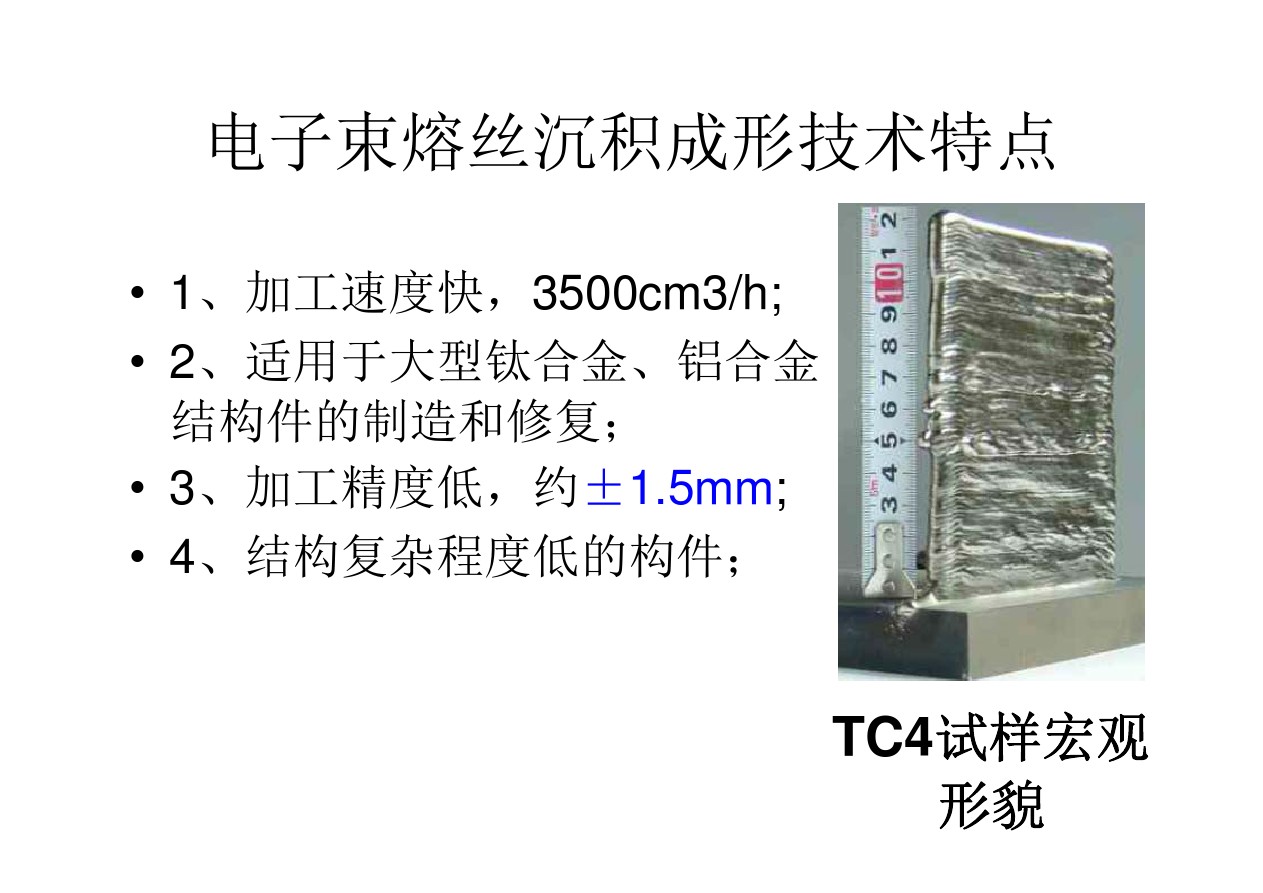 电子束熔丝沉积成形技术特点
• 1、加工速度快，3500cm3/h;
• 2、适用于大型钛合金、铝合金
结构件的制造和修复；
• 3、加工精度低，约±1.5mm;
• 4、结构复杂程度低的构件；
2
1
10
9
8
7
6
5
4
5m
3
TC4试样宏观
形貌